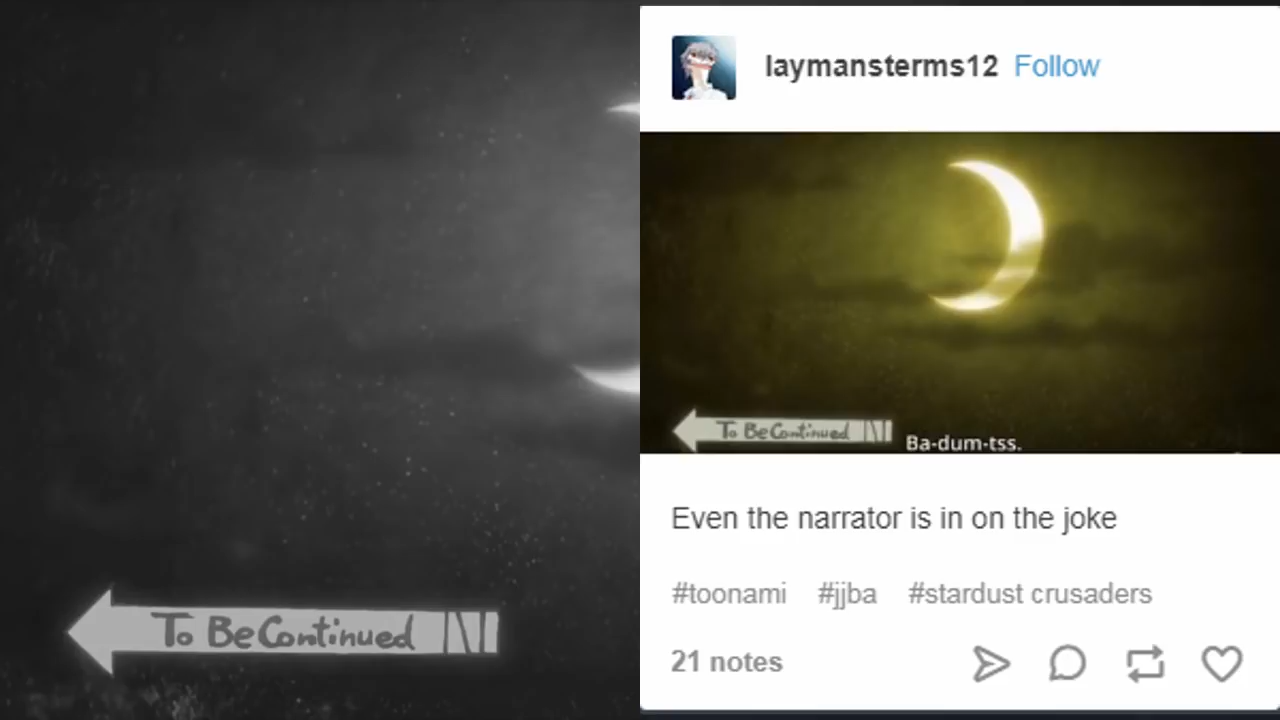 To Be Continued
laymansterms12 Follow
To Be Continued
Ba-dum-tss.
Even the narrator is in on the joke
#toonami #jjba #stardust crusaders
21 notes